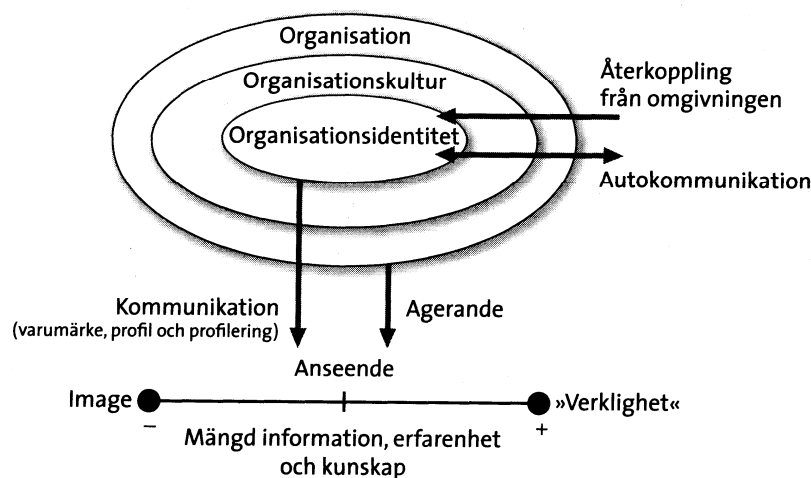 Organisation
Organisationskultur
Organisationsidentitet
Återkoppling
från omgivningen
Autokommunikation
Kommunikation
(varumärke, profil och profilering)
Agerande
Anseende
Image
»Verklighet«
– +
Mängd information, erfarenhet
och kunskap